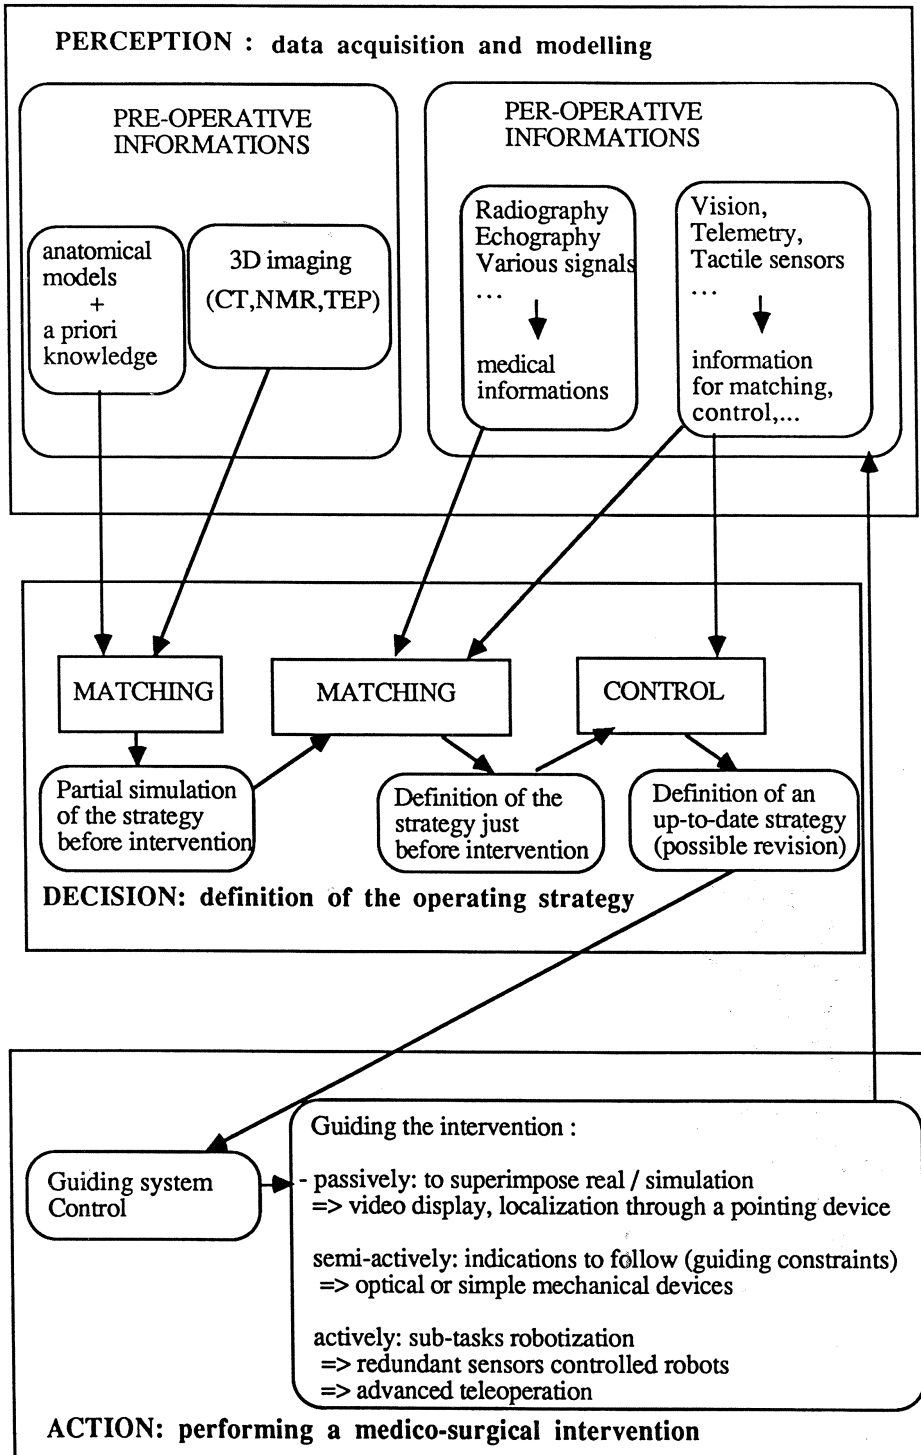 PERCEPTION : data acquisition and modelling
PRE-OPERATIVE
INFORMATIONS
anatomical
models
+
a priori
knowledge
3D imaging
(CT,NMR,TEP)
PER-OPERATIVE
INFORMATIONS
Radiography
Echography
Various signals
...
medical
informations
Vision,
Telemetry,
Tactile sensors
...
information
for matching,
control,...
MATCHING
MATCHING
CONTROL
Partial simulation
of the strategy
before intervention
Definition of the
strategy just
before intervention
Definition of an
up-to-date strategy
(possible revision)
DECISION: definition of the operating strategy
Guiding system
Control
Guiding the intervention :
- passively: to superimpose real / simulation
=> video display, localization through a pointing device
semi-actively: indications to follow (guiding constraints)
=> optical or simple mechanical devices
actively: sub-tasks robotization
=> redundant sensors controlled robots
=> advanced teleoperation
ACTION: performing a medico-surgical intervention